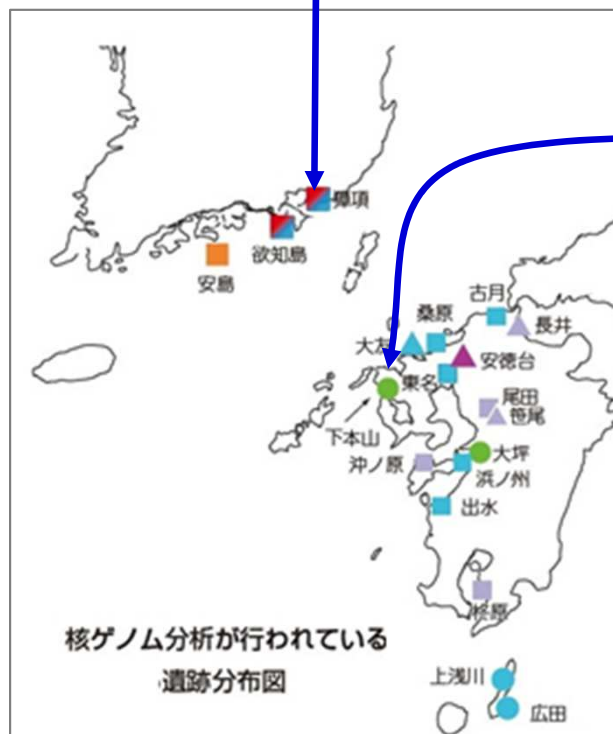 獐項
欲知島
安島
古月
桑原
長井
大友
安徳台
東名
尾田
笹尾
下本山
大坪
沖ノ原
浜ノ州
出水
柊原
核ゲノム分析が行われている
遺跡分布図
上浅川
広田